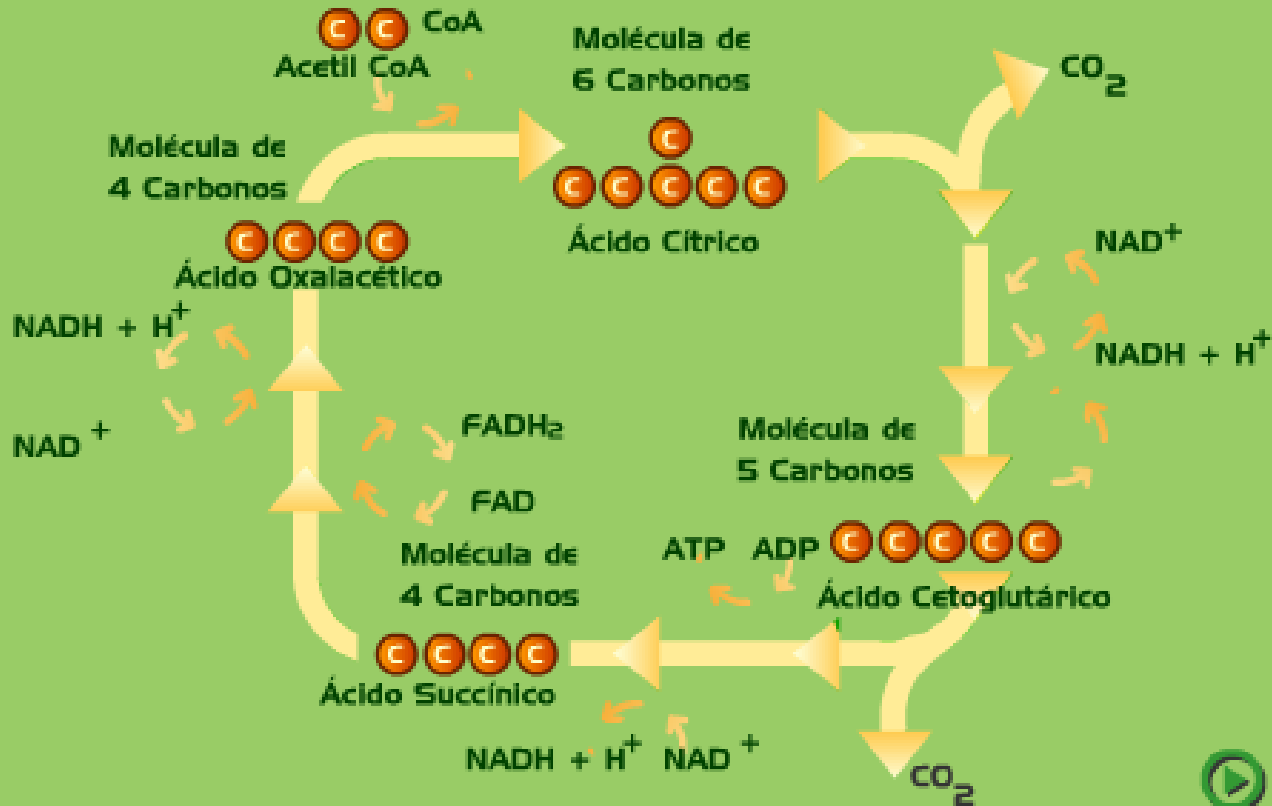 C C CoA
Acetil CoA
Molécula de
6 Carbonos
C
C C C C C
Ácido Cítrico
CO2
Molécula de
4 Carbonos
C C C C
Ácido Oxalacético
NAD+
NADH + H+
NADH + H+
NAD +
FADH2
FAD
Molécula de
5 Carbonos
C C C C C
Ácido Cetoglutárico
ATP ADP
Molécula de
4 Carbonos
C C C C
Ácido Succínico
NADH + H+ NAD +
CO2